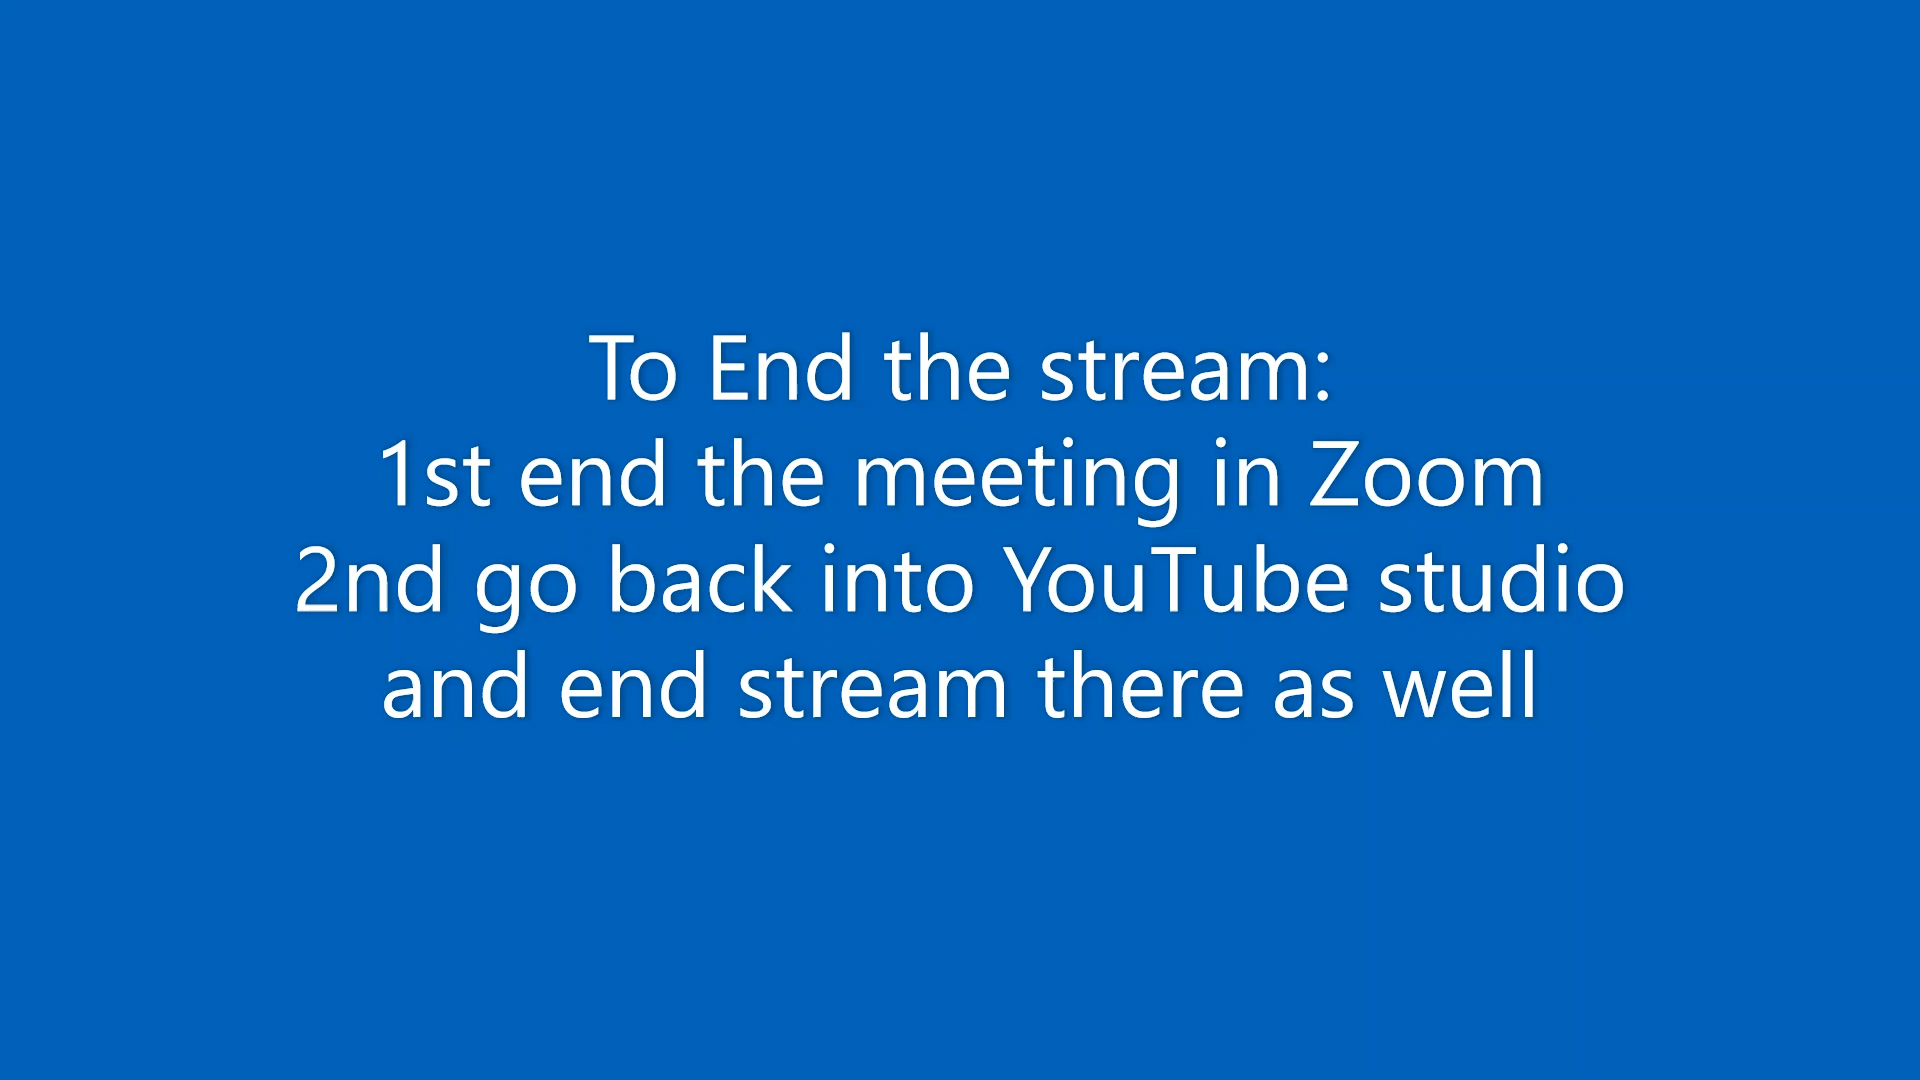 To End the stream:
1st end the meeting in Zoom
2nd go back into YouTube studio
and end stream there as well